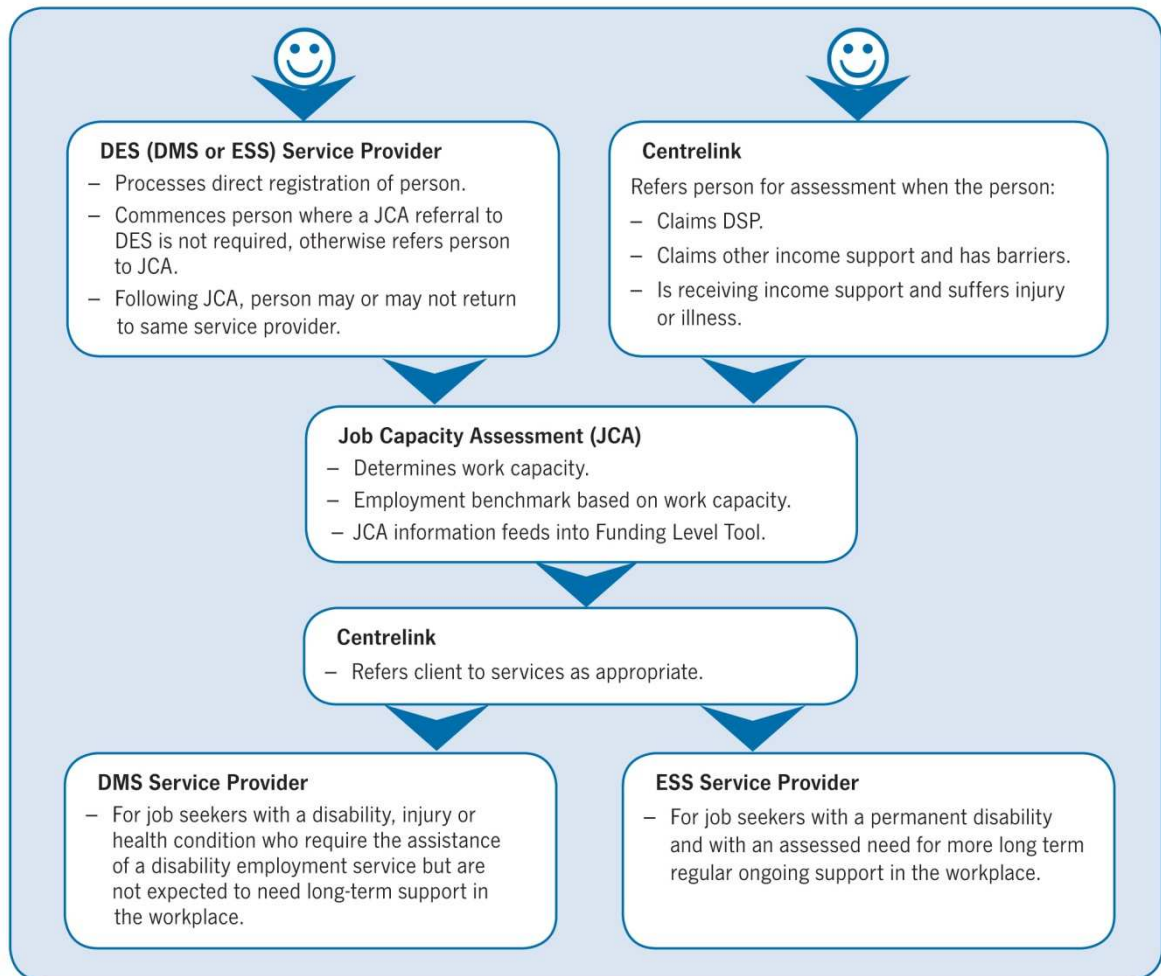 DES (DMS or ESS) Service Provider
– Processes direct registration of person.
– Commences person where a JCA referral to
DES is not required, otherwise refers person
to JCA.
– Following JCA, person may or may not return
to same service provider.
Centrelink
Refers person for assessment when the person:
– Claims DSP.
– Claims other income support and has barriers.
– Is receiving income support and suffers injury
or illness.
Job Capacity Assessment (JCA)
– Determines work capacity.
– Employment benchmark based on work capacity.
– JCA information feeds into Funding Level Tool.
Centrelink
– Refers client to services as appropriate.
DMS Service Provider
– For job seekers with a disability, injury or
health condition who require the assistance
of a disability employment service but are
not expected to need long-term support in
the workplace.
ESS Service Provider
– For job seekers with a permanent disability
and with an assessed need for more long term
regular ongoing support in the workplace.